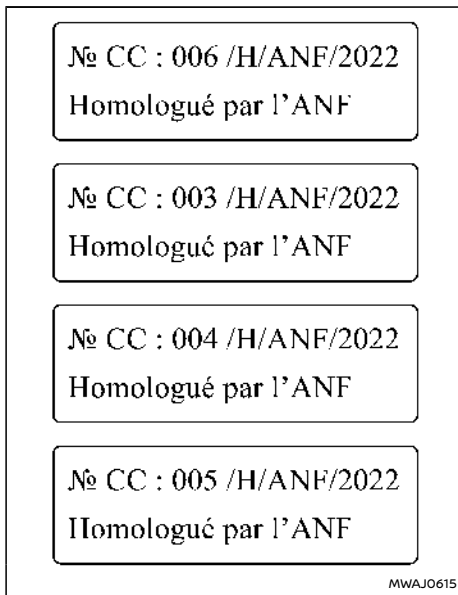 № CC : 006 /H/ANF/2022
Homologué par l’ANF
№ CC : 003 /H/ANF/2022
Homologué par l’ANF
№ CC : 004 /H/ANF/2022
Homologué par l’ANF
№ CC : 005 /H/ANF/2022
Homologué par l’ANF
MWAJ0615